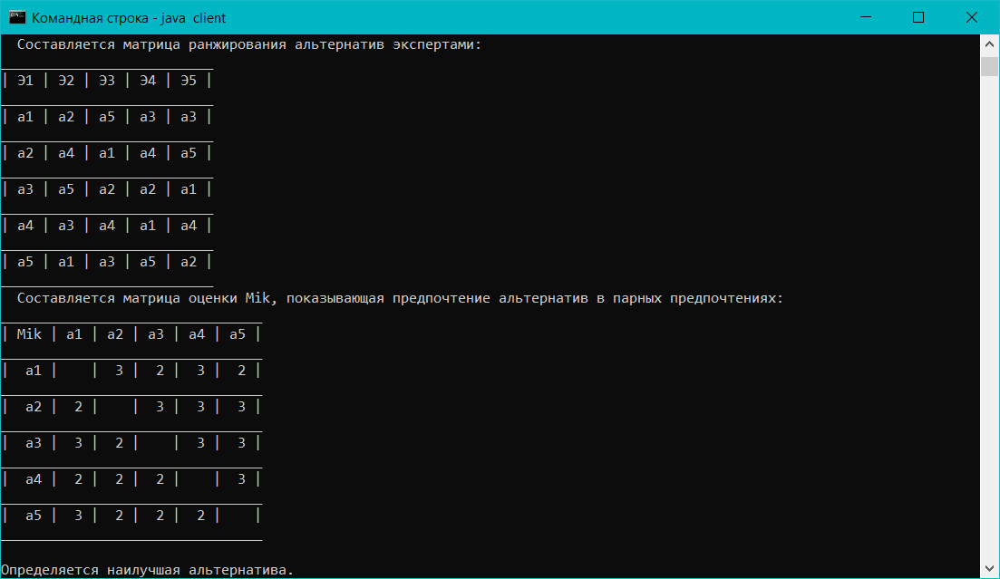 Командная строка - java client
Составляется матрица ранжирования альтернатив экспертами:
| Э1 | Э2 | Э3 | Э4 | Э5 |
| a1 | a2 | a5 | a3 | a3 |
| a2 | a4 | a1 | a4 | a5 |
| a3 | a5 | a2 | a2 | a1 |
| a4 | a3 | a4 | a1 | a4 |
| a5 | a1 | a3 | a5 | a2 |
Составляется матрица оценки Mik, показывающая предпочтение альтернатив в парных предпочтениях:
| Mik | a1 | a2 | a3 | a4 | a5 |
| a1 | | 3 | 2 | 3 | 2 |
| a2 | 2 | | 3 | 3 | 3 |
| a3 | 3 | 2 | | 3 | 3 |
| a4 | 2 | 2 | 2 | | 3 |
| a5 | 3 | 2 | 2 | 2 | |
Определяется наилучшая альтернатива.